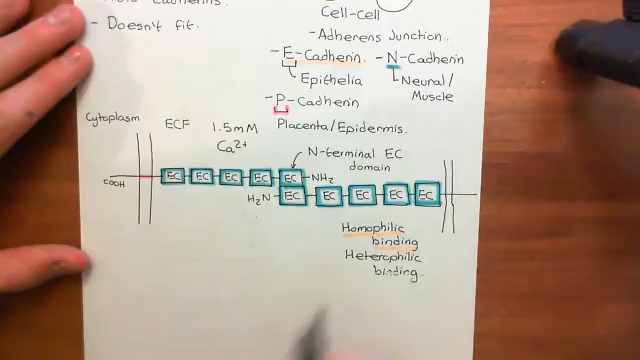 - Doesn't fit.
Cell-cell
-Adherens Junction.
-E-Cadherin.
Epithelia
-N-Cadherin
Neural/
Muscle
-P-Cadherin
Placenta/Epidermis.
Cytoplasm
ECF
1.5mM
Ca2+
N-terminal EC
domain
COOH
EC EC EC EC EC -NH2
H2N- EC EC EC EC EC
Homophilic
binding
Heterophilic
binding.